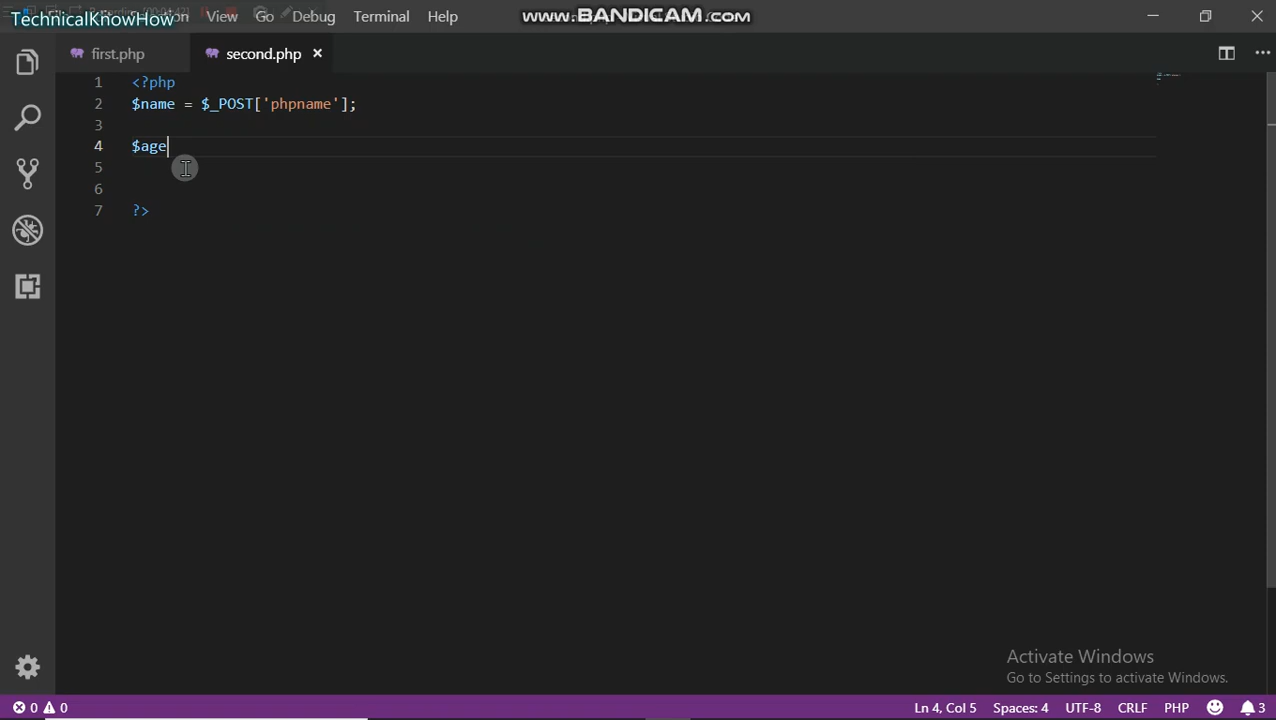 TechnicalKnowHow View Go Debug Terminal Help www.BANDICAM.com
first.php second.php ×
1 <?php
2 $name = $_POST['phpname'];
3
4 $age
5
6
7 ?>
Activate Windows
Go to Settings to activate Windows.
0 0 Ln 4, Col 5 Spaces: 4 UTF-8 CRLF PHP 3